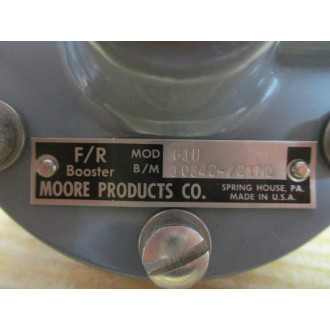 F/R MOD 61H
Booster B/M
MOORE PRODUCTS CO. SPRING HOUSE, PA.
MADE IN U.S.A.